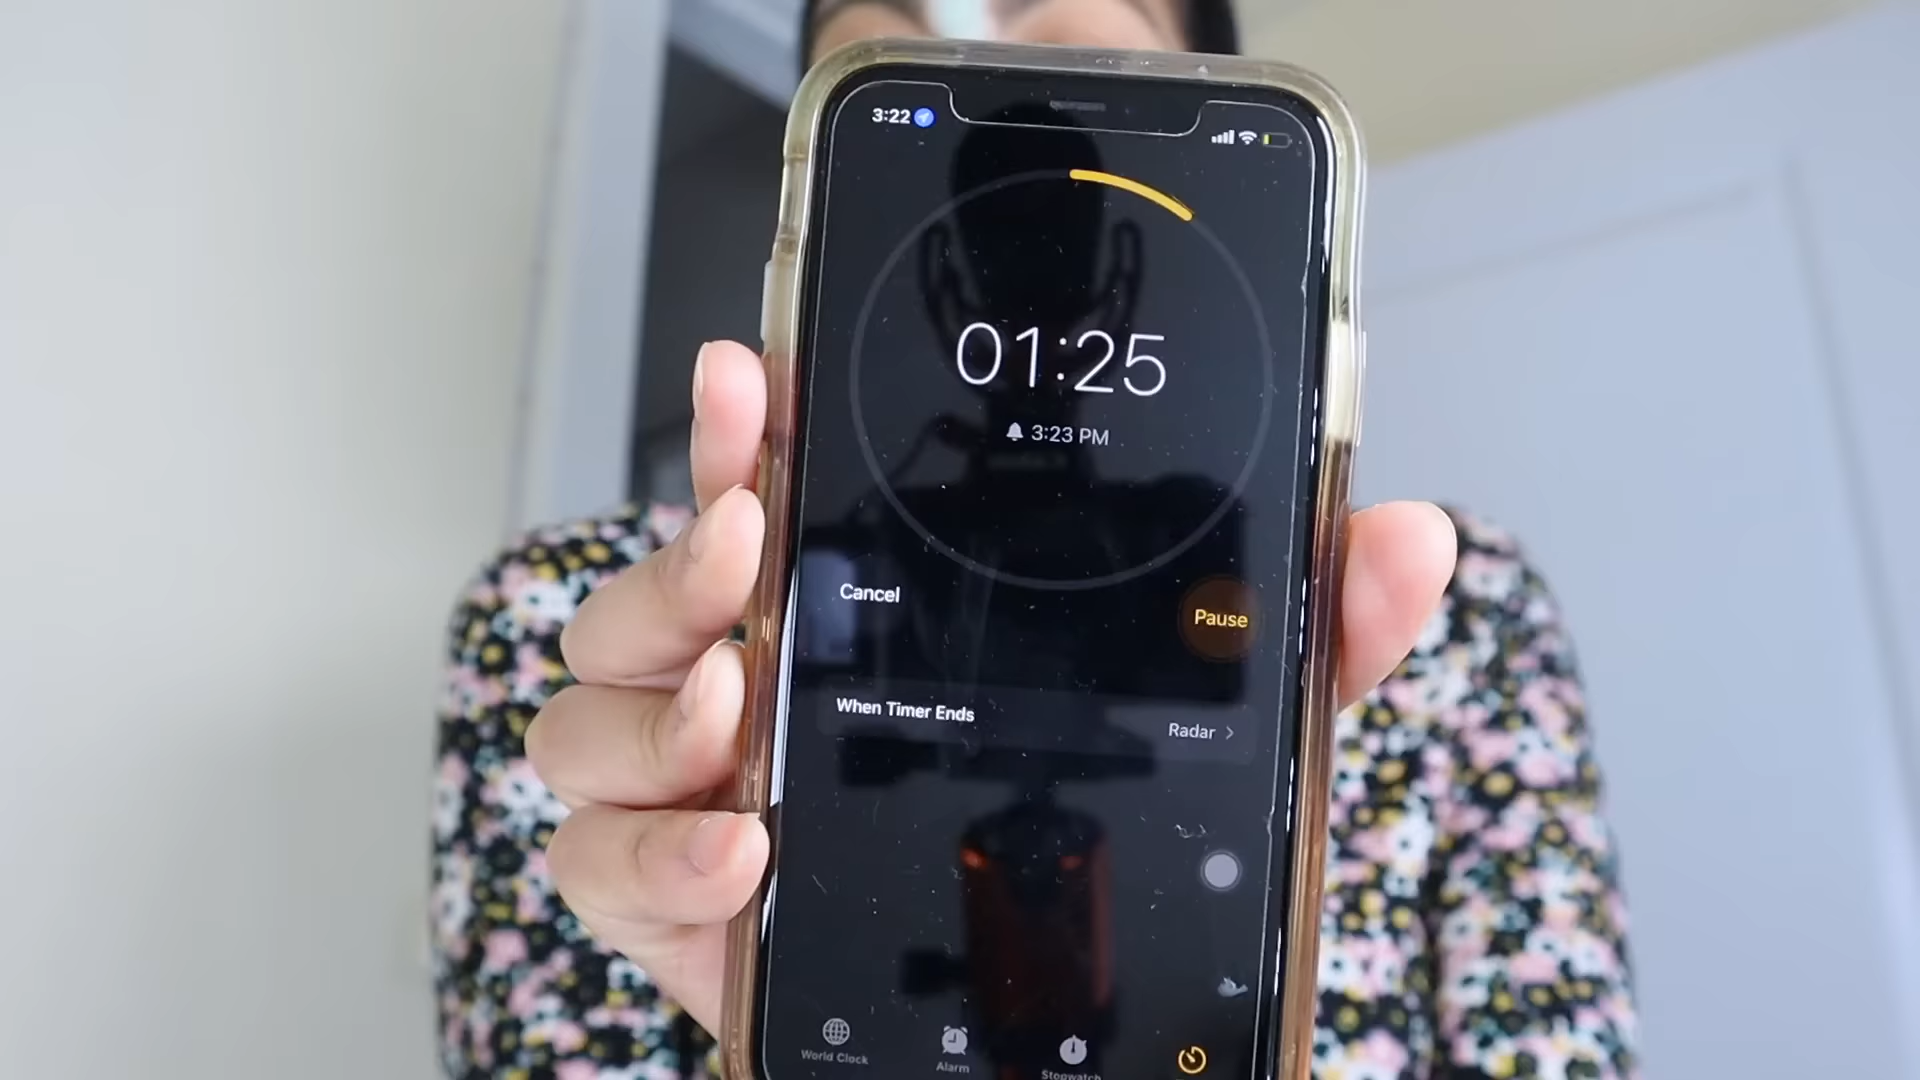 3:22
01:25
3:23 PM
Cancel
Pause
When Timer Ends
Radar
World Clock
Alarm
Stopwatch